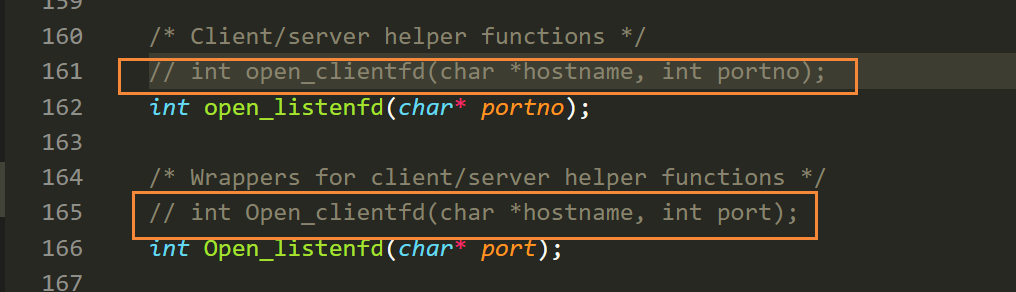 159
160 /* Client/server helper functions */
161 // int open_clientfd(char *hostname, int portno);
162 int open_listenfd(char* portno);
163
164 /* Wrappers for client/server helper functions */
165 // int Open_clientfd(char *hostname, int port);
166 int Open_listenfd(char* port);
167